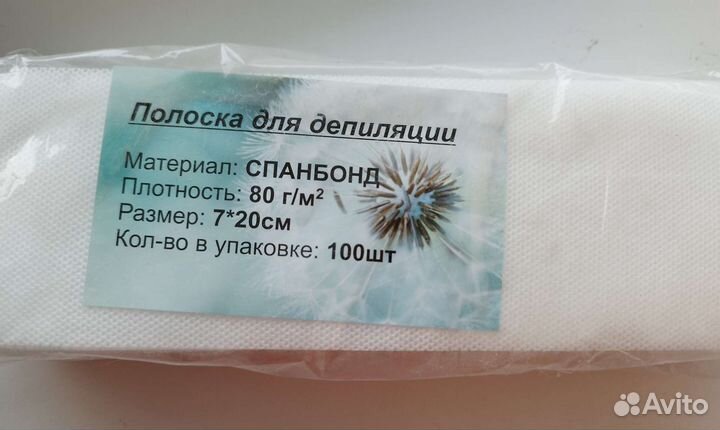 Полоска для депиляции
Материал: СПАНБОНД
Плотность: 80 г/м²
Размер: 7*20см
Кол-во в упаковке: 100шт
Avito